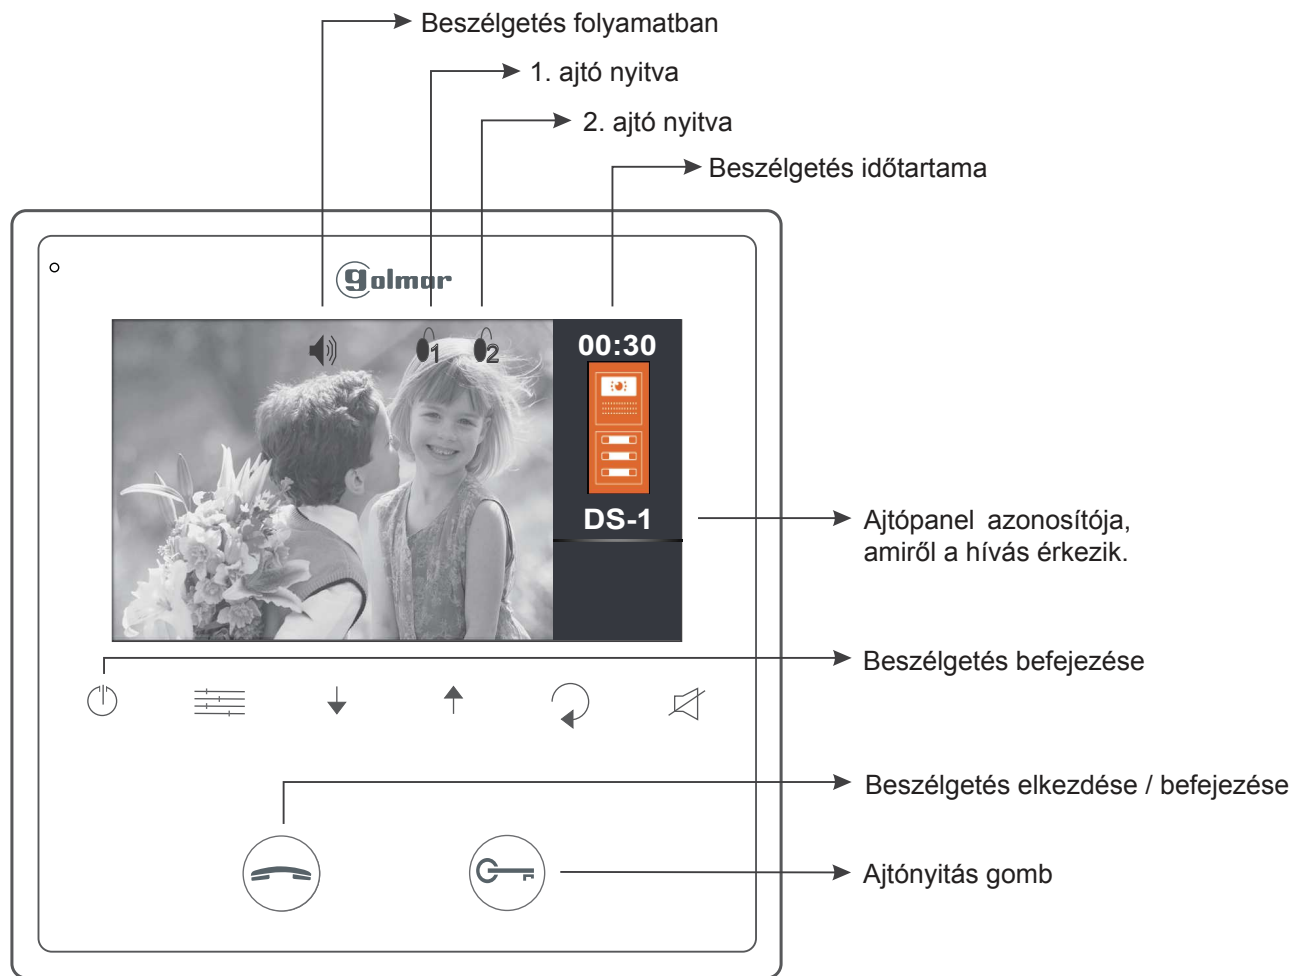 Beszélgetés folyamatban
1. ajtó nyitva
2. ajtó nyitva
Beszélgetés időtartama
golmar
1
2
00:30
DS-1
Ajtópanel azonosítója,
amiről a hívás érkezik.
Beszélgetés befejezése
Beszélgetés elkezdése / befejezése
Ajtónyitás gomb